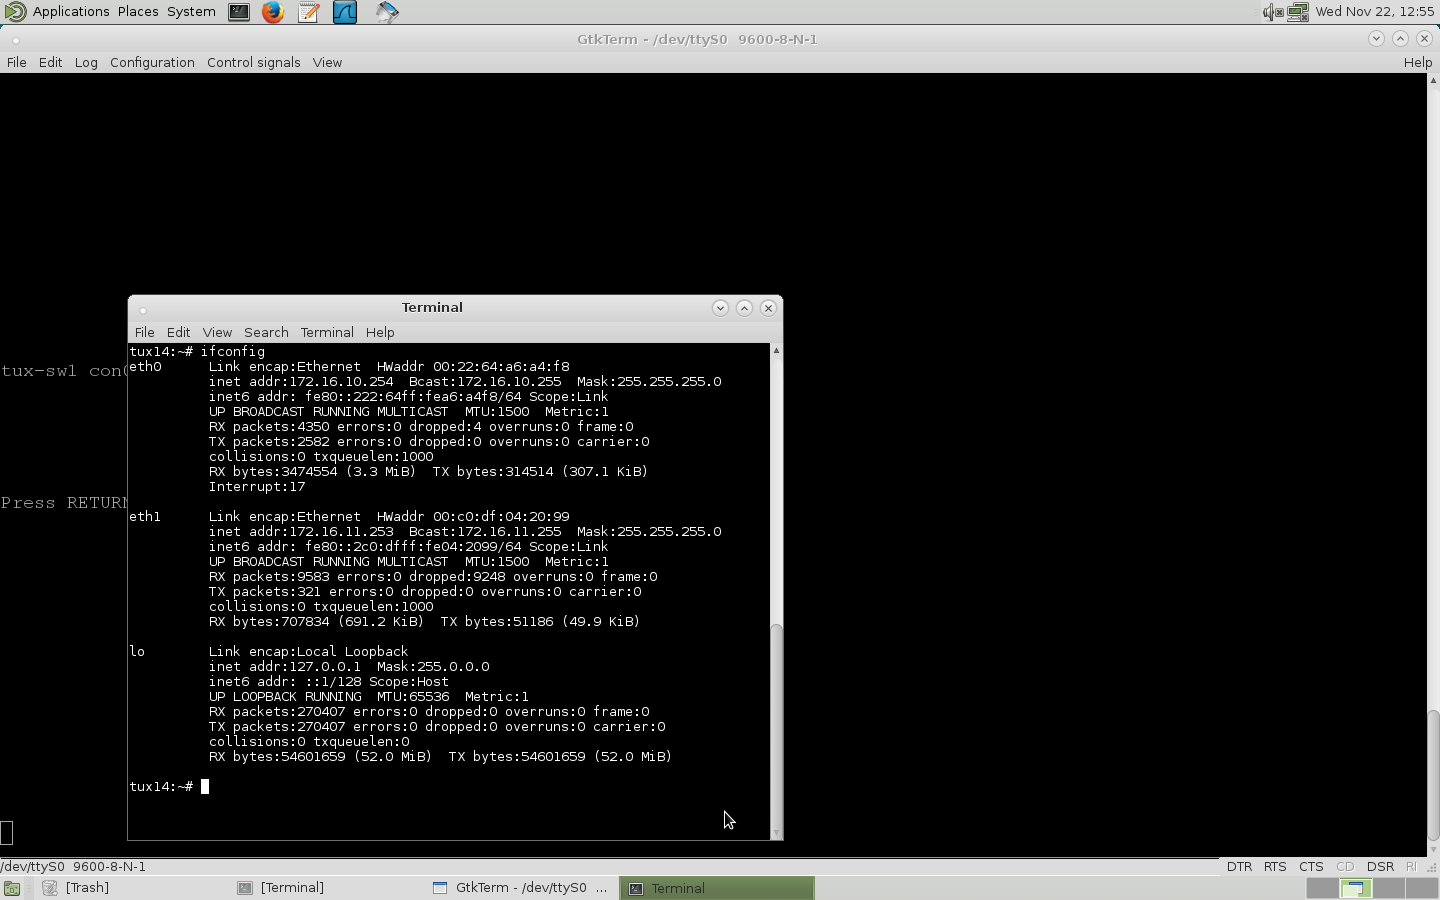 Applications Places System Wed Nov 22, 12:55
GtkTerm - /dev/ttyS0 9600-8-N-1
File Edit Log Configuration Control signals View Help
Terminal
File Edit View Search Terminal Help
tux14:~# ifconfig
eth0 Link encap:Ethernet HWaddr 00:22:64:a6:a4:f8
inet addr:172.16.10.254 Bcast:172.16.10.255 Mask:255.255.255.0
inet6 addr: fe80::222:64ff:fea6:a4f8/64 Scope:Link
UP BROADCAST RUNNING MULTICAST MTU:1500 Metric:1
RX packets:4350 errors:0 dropped:4 overruns:0 frame:0
TX packets:2582 errors:0 dropped:0 overruns:0 carrier:0
collisions:0 txqueuelen:1000
RX bytes:3474554 (3.3 MiB) TX bytes:314514 (307.1 KiB)
Interrupt:17
eth1 Link encap:Ethernet HWaddr 00:c0:df:04:20:99
inet addr:172.16.11.253 Bcast:172.16.11.255 Mask:255.255.255.0
inet6 addr: fe80::2c0:dfff:fe04:2099/64 Scope:Link
UP BROADCAST RUNNING MULTICAST MTU:1500 Metric:1
RX packets:9583 errors:0 dropped:9248 overruns:0 frame:0
TX packets:321 errors:0 dropped:0 overruns:0 carrier:0
collisions:0 txqueuelen:1000
RX bytes:707834 (691.2 KiB) TX bytes:51186 (49.9 KiB)
lo Link encap:Local Loopback
inet addr:127.0.0.1 Mask:255.0.0.0
inet6 addr: ::1/128 Scope:Host
UP LOOPBACK RUNNING MTU:65536 Metric:1
RX packets:270407 errors:0 dropped:0 overruns:0 frame:0
TX packets:270407 errors:0 dropped:0 overruns:0 carrier:0
collisions:0 txqueuelen:0
RX bytes:54601659 (52.0 MiB) TX bytes:54601659 (52.0 MiB)
tux14:~#
tux-sw1 con
Press RETURN
/dev/ttyS0 9600-8-N-1 DTR RTS CTS CD DSR RI
[Trash] [Terminal] GtkTerm - /dev/ttyS0 ... Terminal